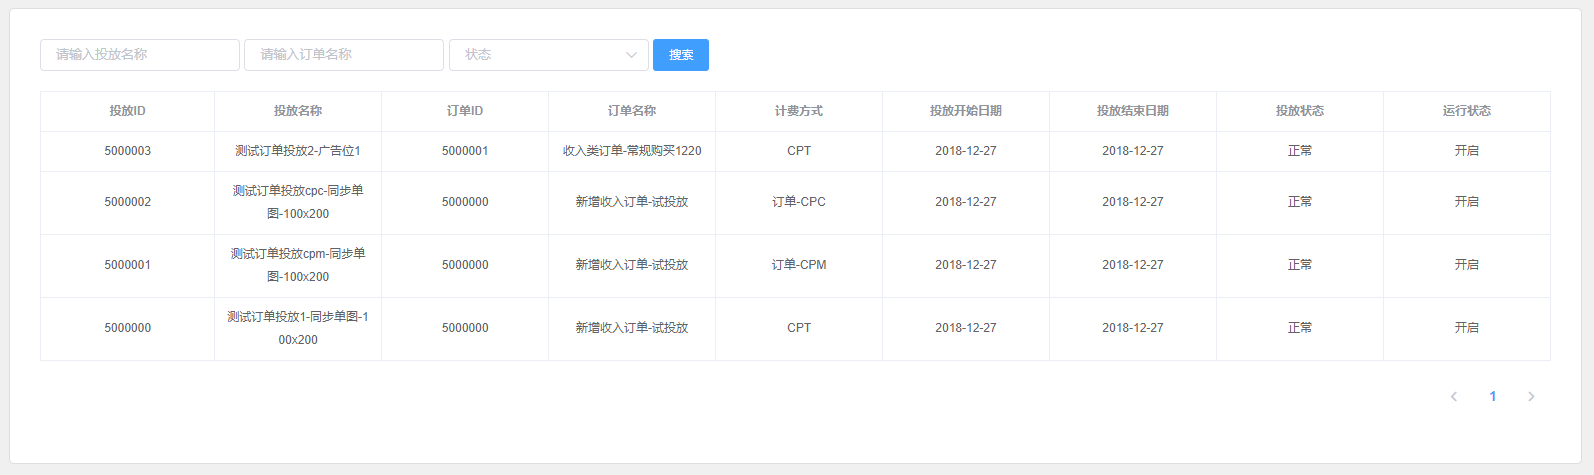 请输入投放名称 请输入订单名称 状态 搜索
投放ID 投放名称 订单ID 订单名称 计费方式 投放开始日期 投放结束日期 投放状态 运行状态
5000003 测试订单投放2-广告位1 5000001 收入类订单-常规购买1220 CPT 2018-12-27 2018-12-27 正常 开启
5000002 测试订单投放cpc-同步单 5000000 新增收入订单-试投放 订单-CPC 2018-12-27 2018-12-27 正常 开启
图-100x200
5000001 测试订单投放cpm-同步单 5000000 新增收入订单-试投放 订单-CPM 2018-12-27 2018-12-27 正常 开启
图-100x200
5000000 测试订单投放1-同步单图-1 5000000 新增收入订单-试投放 CPT 2018-12-27 2018-12-27 正常 开启
00x200
1